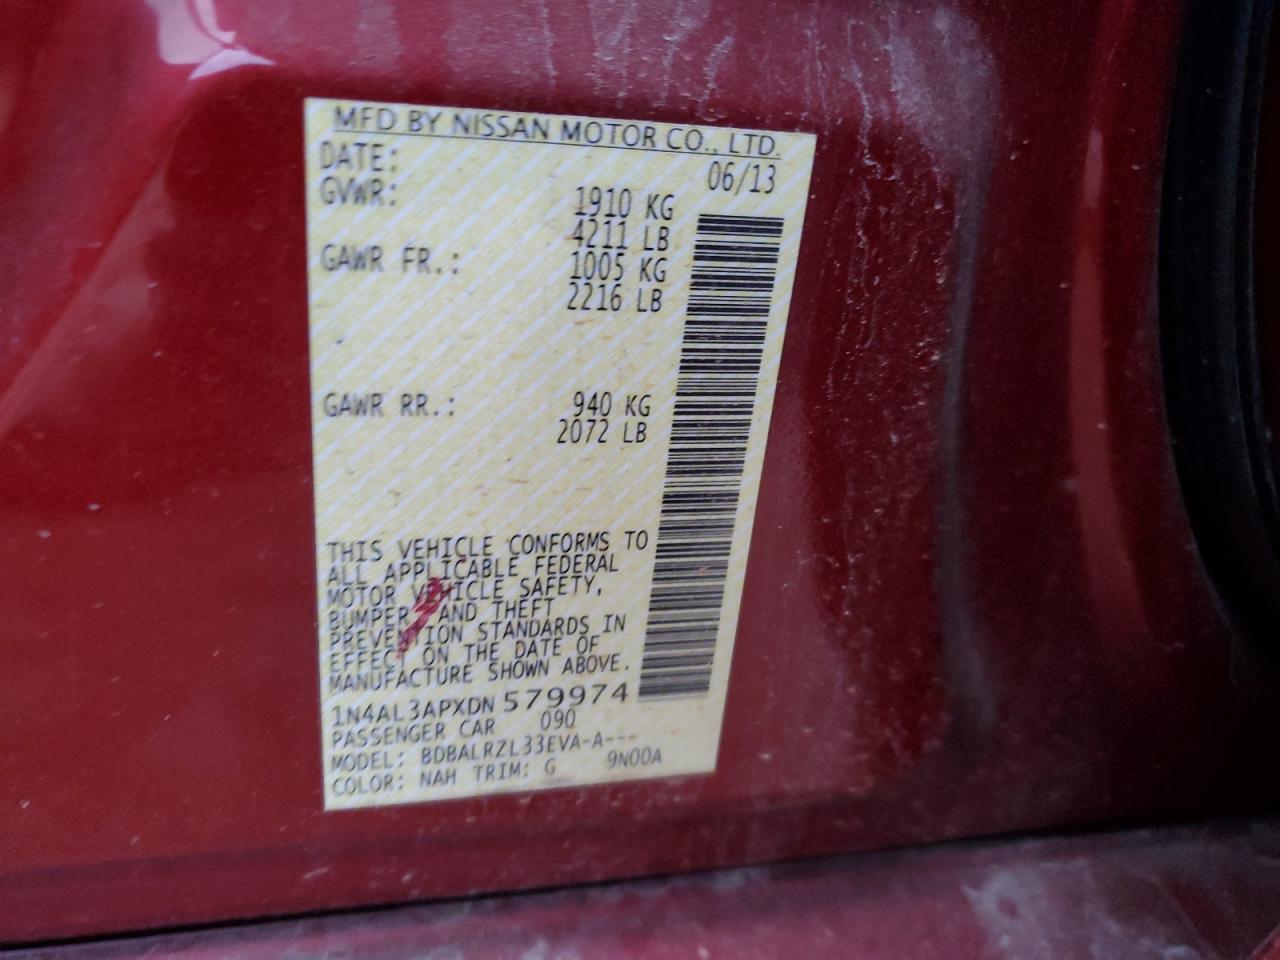 MFD BY NISSAN MOTOR CO., LTD.
DATE: 06/13
GVWR: 1910 KG
4211 LB
GAWR FR.: 1005 KG
2216 LB
GAWR RR.: 940 KG
2072 LB
THIS VEHICLE CONFORMS TO
ALL APPLICABLE FEDERAL
MOTOR VEHICLE SAFETY,
BUMPER AND THEFT
PREVENTION STANDARDS IN
EFFECT ON THE DATE OF
MANUFACTURE SHOWN ABOVE.
1N4AL3APXDN579974
PASSENGER CAR 090
MODEL: BDBALRZL33EVA-A---
COLOR: NAH TRIM: G 9N00A